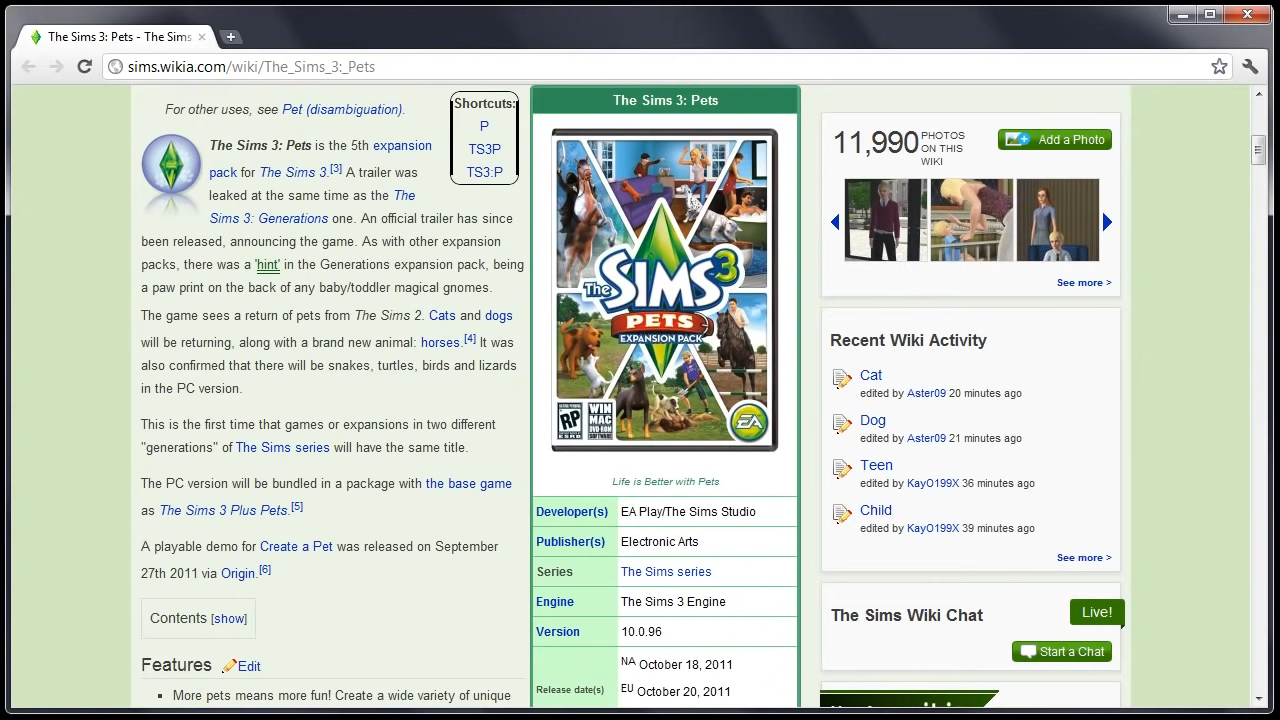 The Sims 3: Pets - The Sims
sims.wikia.com/wiki/The_Sims_3:_Pets
For other uses, see Pet (disambiguation).
Shortcuts:
P
TS3P
TS3:P
The Sims 3: Pets is the 5th expansion
pack for The Sims 3.[3] A trailer was
leaked at the same time as the The
Sims 3: Generations one. An official trailer has since
been released, announcing the game. As with other expansion
packs, there was a 'hint' in the Generations expansion pack, being
a paw print on the back of any baby/toddler magical gnomes.
The game sees a return of pets from The Sims 2. Cats and dogs
will be returning, along with a brand new animal: horses.[4] It was
also confirmed that there will be snakes, turtles, birds and lizards
in the PC version.
This is the first time that games or expansions in two different
"generations" of The Sims series will have the same title.
The PC version will be bundled in a package with the base game
as The Sims 3 Plus Pets.[5]
A playable demo for Create a Pet was released on September
27th 2011 via Origin.[6]
Contents [show]
Features Edit
More pets means more fun! Create a wide variety of unique
The Sims 3: Pets
The SIMS 3
PETS
EXPANSION PACK
RP
WIN
MAC
DVD-ROM
SOFTWARE
EA
Life is Better with Pets
Developer(s) EA Play/The Sims Studio
Publisher(s) Electronic Arts
Series The Sims series
Engine The Sims 3 Engine
Version 10.0.96
Release date(s) NA October 18, 2011
EU October 20, 2011
11,990 PHOTOS ON THIS WIKI
Add a Photo
See more >
Recent Wiki Activity
Cat
edited by Aster09 20 minutes ago
Dog
edited by Aster09 21 minutes ago
Teen
edited by KayO199X 36 minutes ago
Child
edited by KayO199X 39 minutes ago
See more >
The Sims Wiki Chat
Live!
Start a Chat